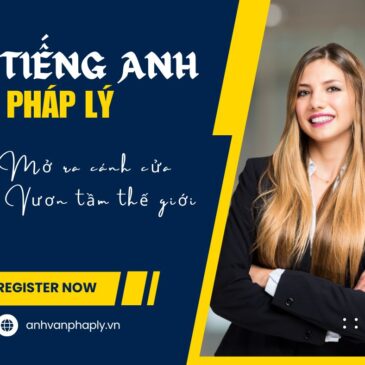 TIẾNG ANH
PHÁP LÝ
Mở ra cánh cửa
Vươn tầm thế giới
REGISTER NOW
anhvanphaply.vn